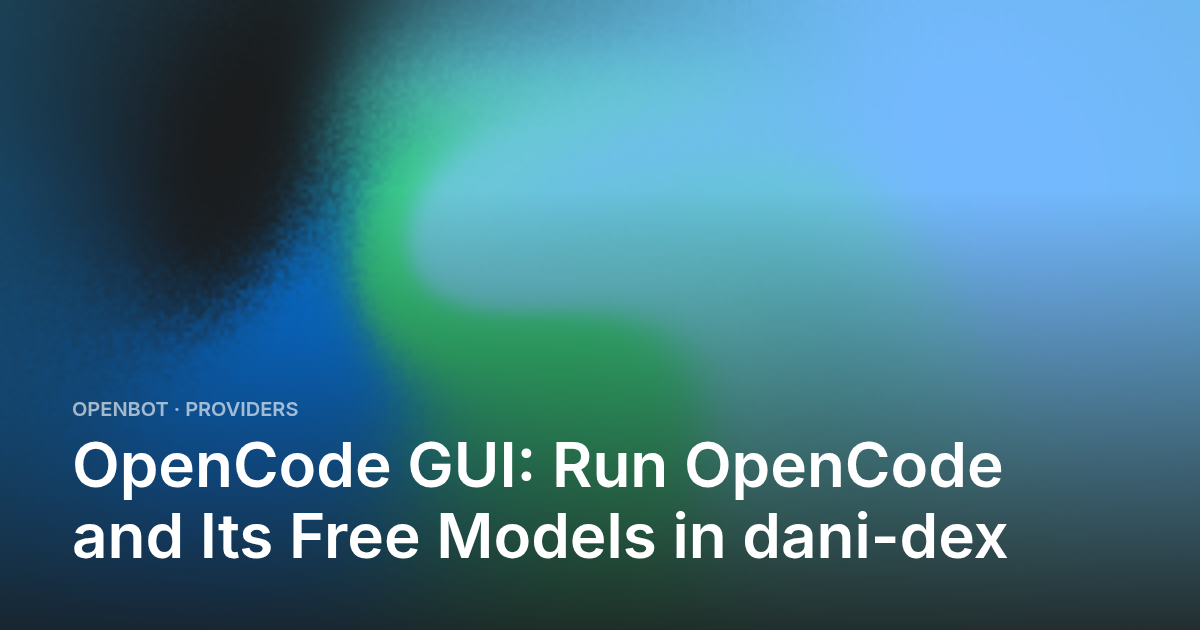 OPENBOT · PROVIDERS
OpenCode GUI: Run OpenCode
and Its Free Models in dani-dex